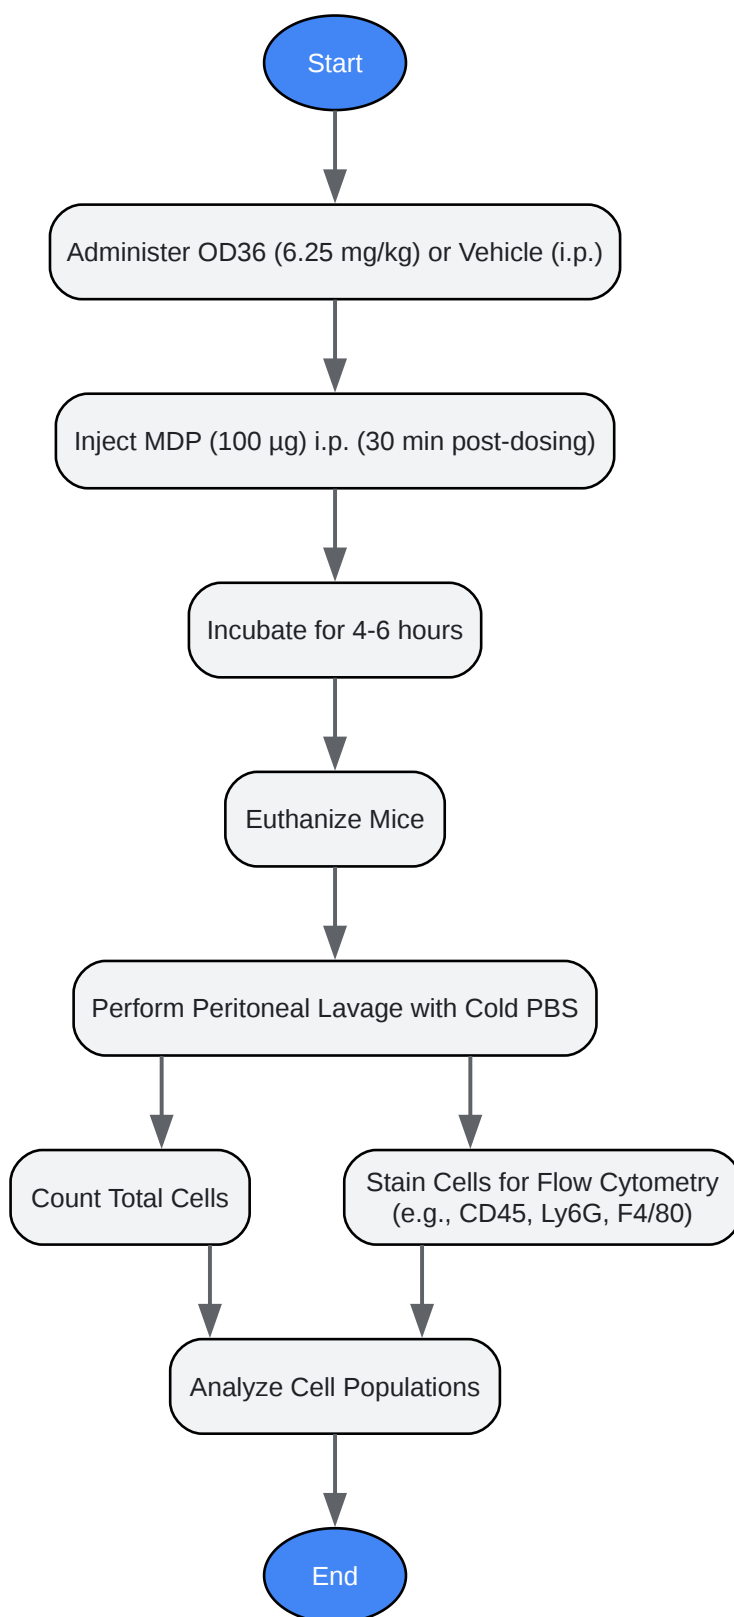 Start
Administer OD36 (6.25 mg/kg) or Vehicle (i.p.)
Inject MDP (100 µg) i.p. (30 min post-dosing)
Incubate for 4-6 hours
Euthanize Mice
Perform Peritoneal Lavage with Cold PBS
Count Total Cells
Stain Cells for Flow Cytometry
(e.g., CD45, Ly6G, F4/80)
Analyze Cell Populations
End